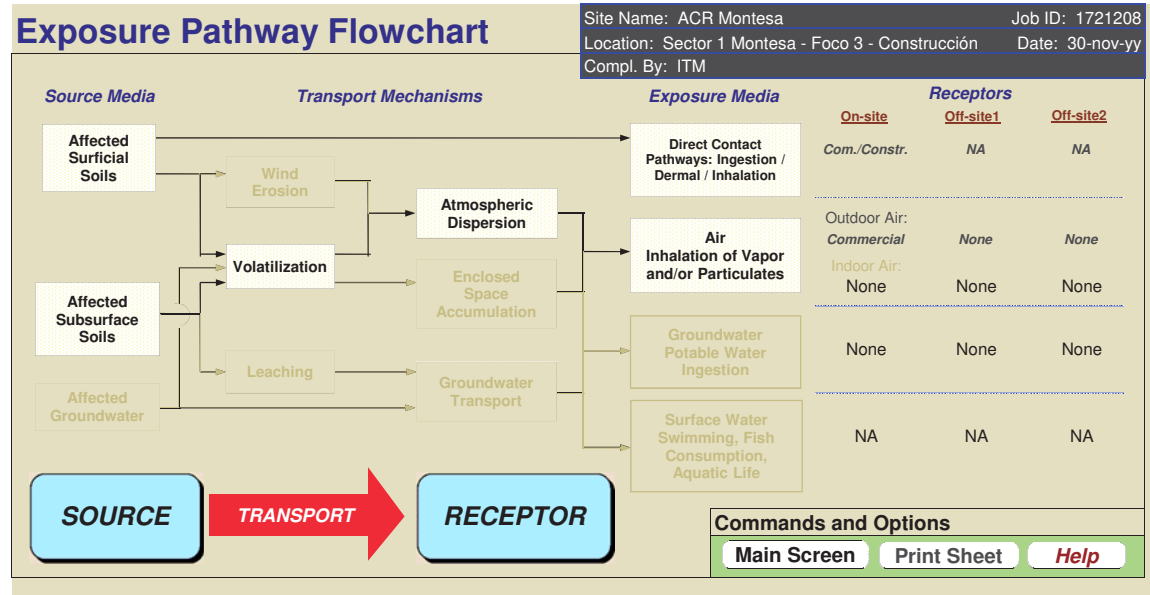 Exposure Pathway Flowchart
Site Name: ACR Montesa Job ID: 1721208
Location: Sector 1 Montesa - Foco 3 - Construcción Date: 30-nov-yy
Compl. By: ITM
Source Media
Transport Mechanisms
Exposure Media
Receptors
On-site Off-site1 Off-site2
Affected
Surficial
Soils
Wind
Erosion
Volatilization
Atmospheric
Dispersion
Direct Contact
Pathways: Ingestion /
Dermal / Inhalation
Com./Constr. NA NA
Air
Inhalation of Vapor
and/or Particulates
Outdoor Air:
Commercial None None
Indoor Air:
None None None
Affected
Subsurface
Soils
Enclosed
Space
Accumulation
Groundwater
Potable Water
Ingestion
None None None
Leaching
Affected
Groundwater
Groundwater
Transport
Surface Water
Swimming, Fish
Consumption,
Aquatic Life
NA NA NA
SOURCE
TRANSPORT
RECEPTOR
Commands and Options
Main Screen Print Sheet Help